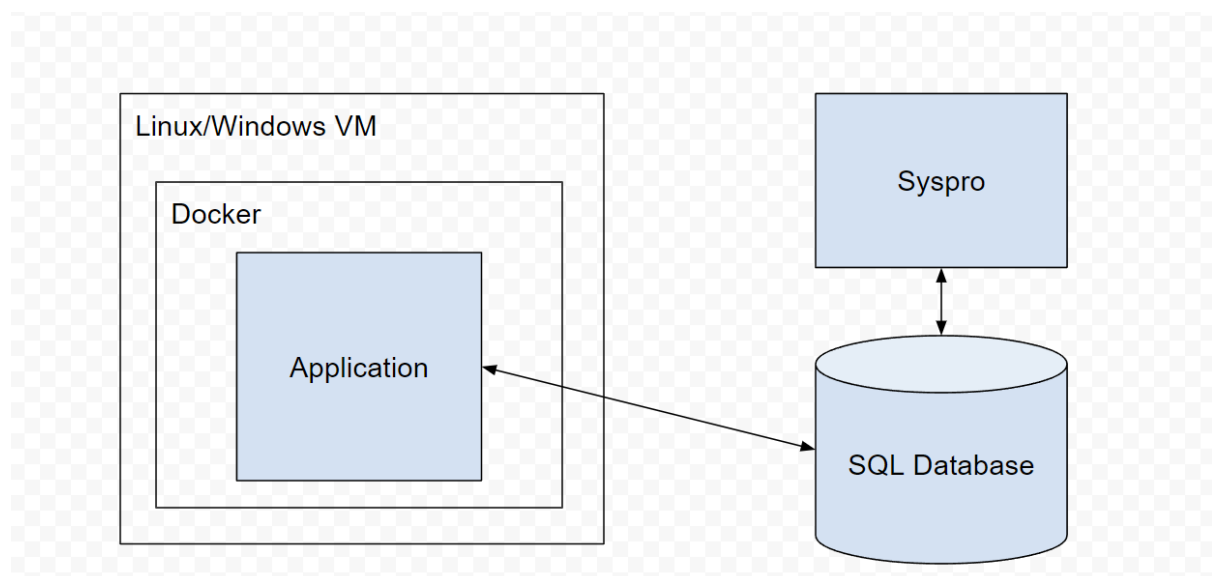 Linux/Windows VM
Docker
Application
Syspro
SQL Database